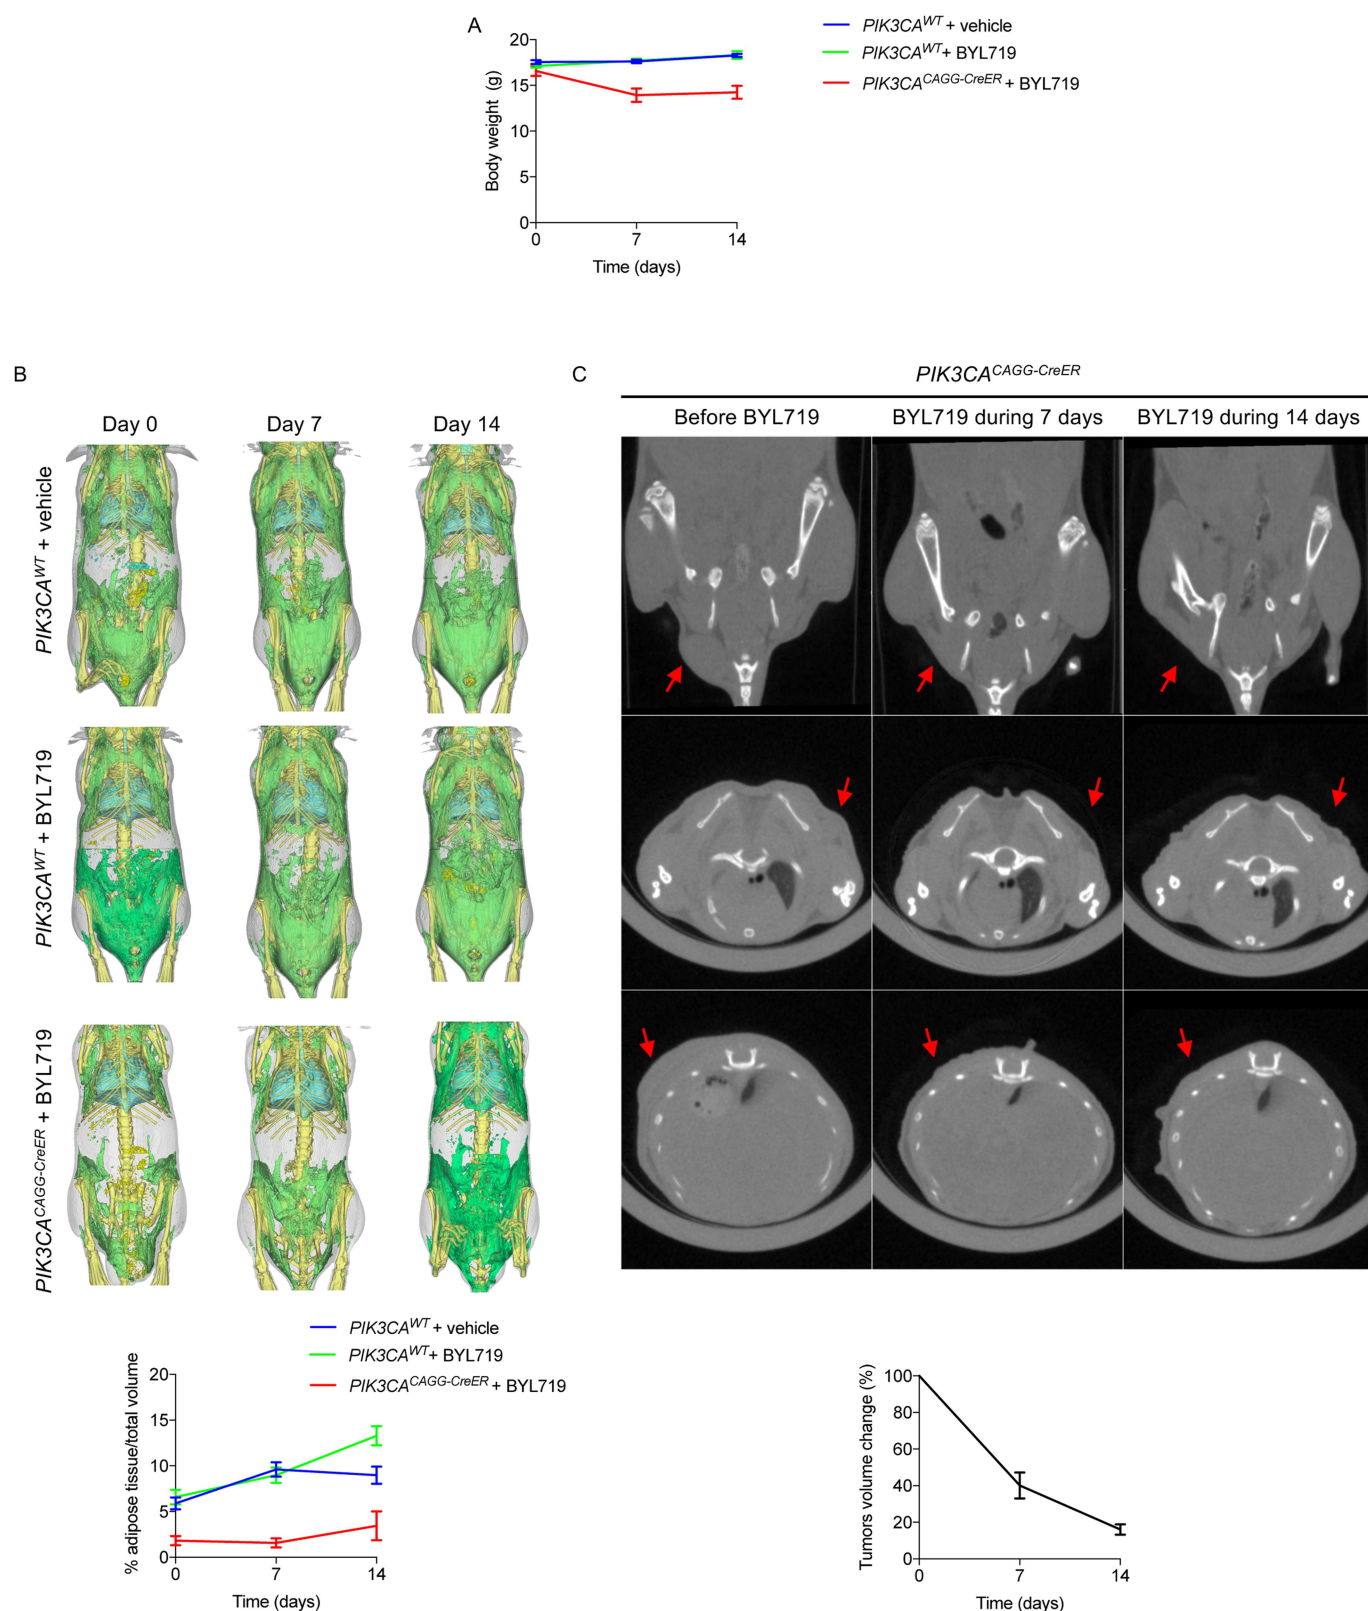 A
PIK3CA^WT + vehicle
PIK3CA^WT + BYL719
PIK3CA^CAGG-CreER + BYL719
Body weight (g)
20
15
10
5
0
0 7 14
Time (days)
B
Day 0 Day 7 Day 14
PIK3CA^WT + vehicle
PIK3CA^WT + BYL719
PIK3CA^CAGG-CreER + BYL719
PIK3CA^WT + vehicle
PIK3CA^WT + BYL719
PIK3CA^CAGG-CreER + BYL719
% adipose tissue/total volume
20
15
10
5
0
0 7 14
Time (days)
C
PIK3CA^CAGG-CreER
Before BYL719 BYL719 during 7 days BYL719 during 14 days
Tumors volume change (%)
100
80
60
40
20
0
0 7 14
Time (days)